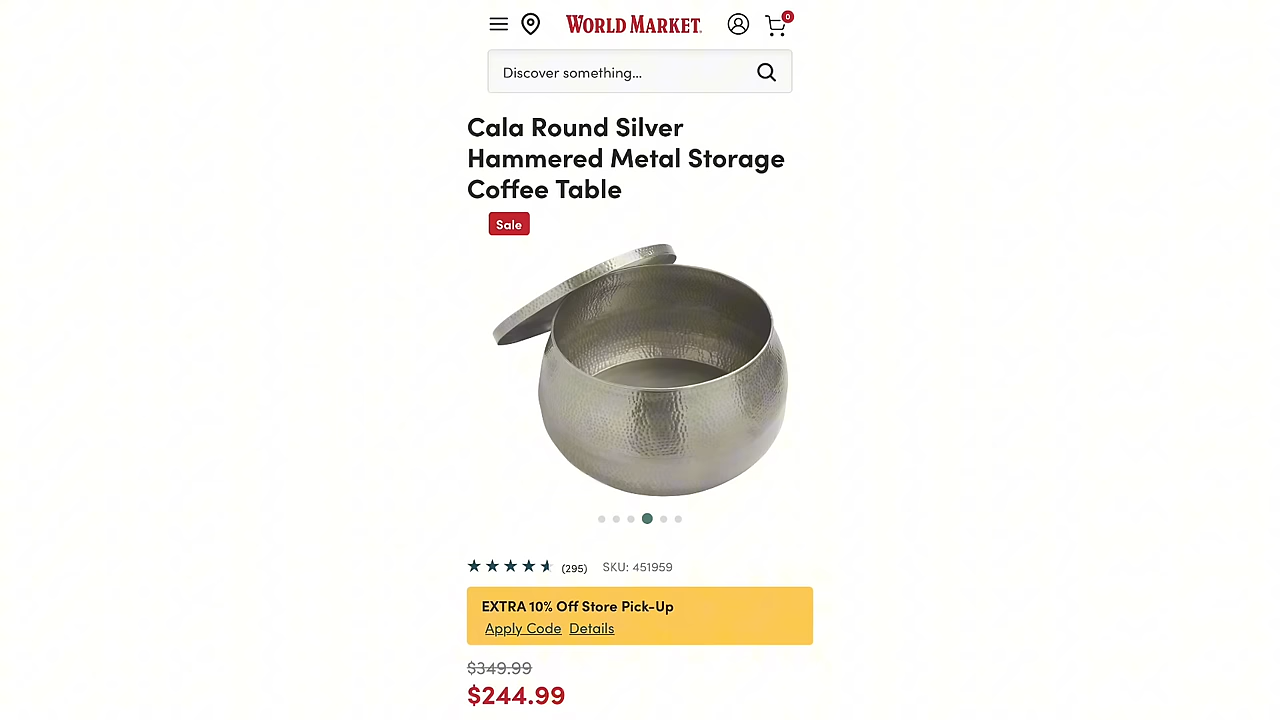 WORLD MARKET.
0
Discover something...
Cala Round Silver
Hammered Metal Storage
Coffee Table
Sale
(295) SKU: 451959
EXTRA 10% Off Store Pick-Up
Apply Code Details
$349.99
$244.99